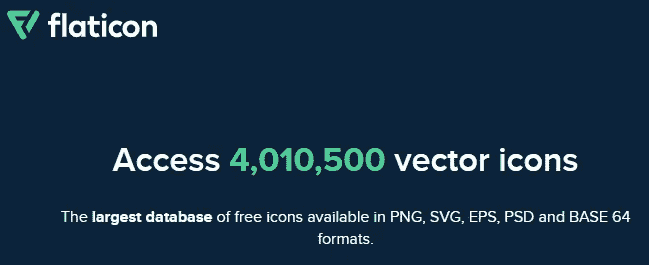 flaticon
Access 4,010,500 vector icons
The largest database of free icons available in PNG, SVG, EPS, PSD and BASE 64
formats.